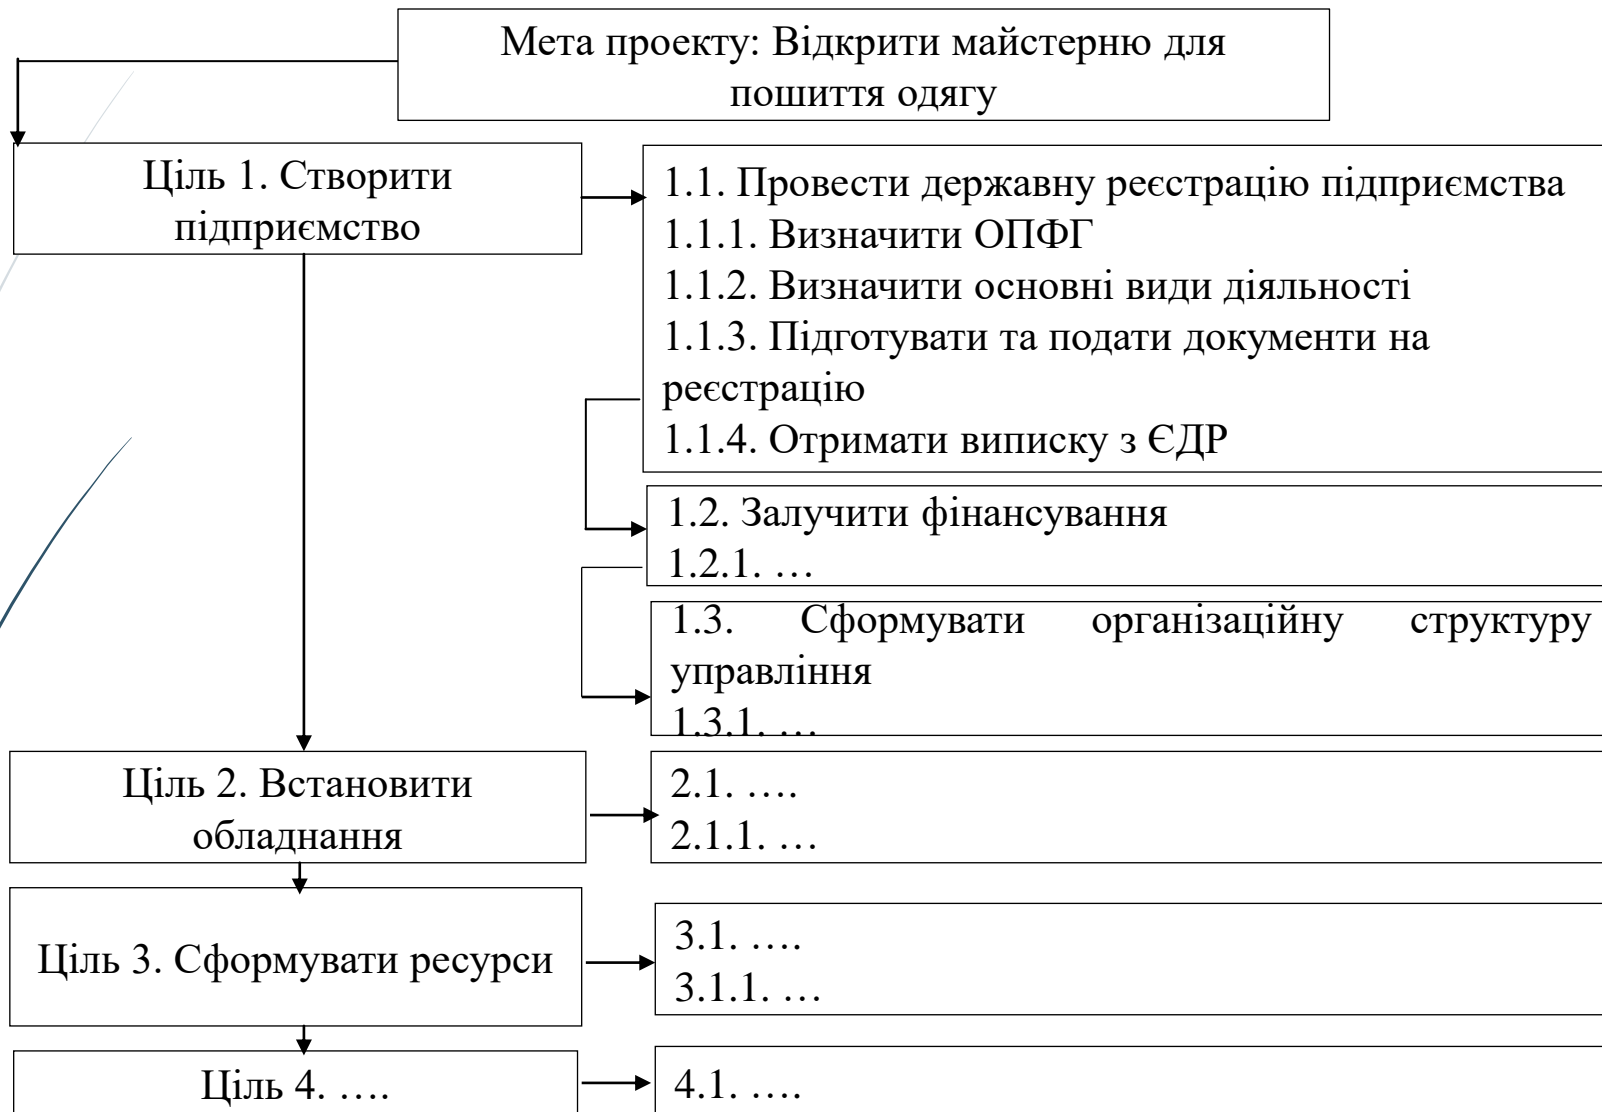 Мета проекту: Відкрити майстерню для
пошиття одягу
Ціль 1. Створити
підприємство
1.1. Провести державну реєстрацію підприємства
1.1.1. Визначити ОПФГ
1.1.2. Визначити основні види діяльності
1.1.3. Підготувати та подати документи на
реєстрацію
1.1.4. Отримати виписку з ЄДР
1.2. Залучити фінансування
1.2.1. …
1.3. Сформувати організаційну структуру
управління
1.3.1. …
Ціль 2. Встановити
обладнання
2.1. ….
2.1.1. …
Ціль 3. Сформувати ресурси
3.1. ….
3.1.1. …
Ціль 4. ….
4.1. ….